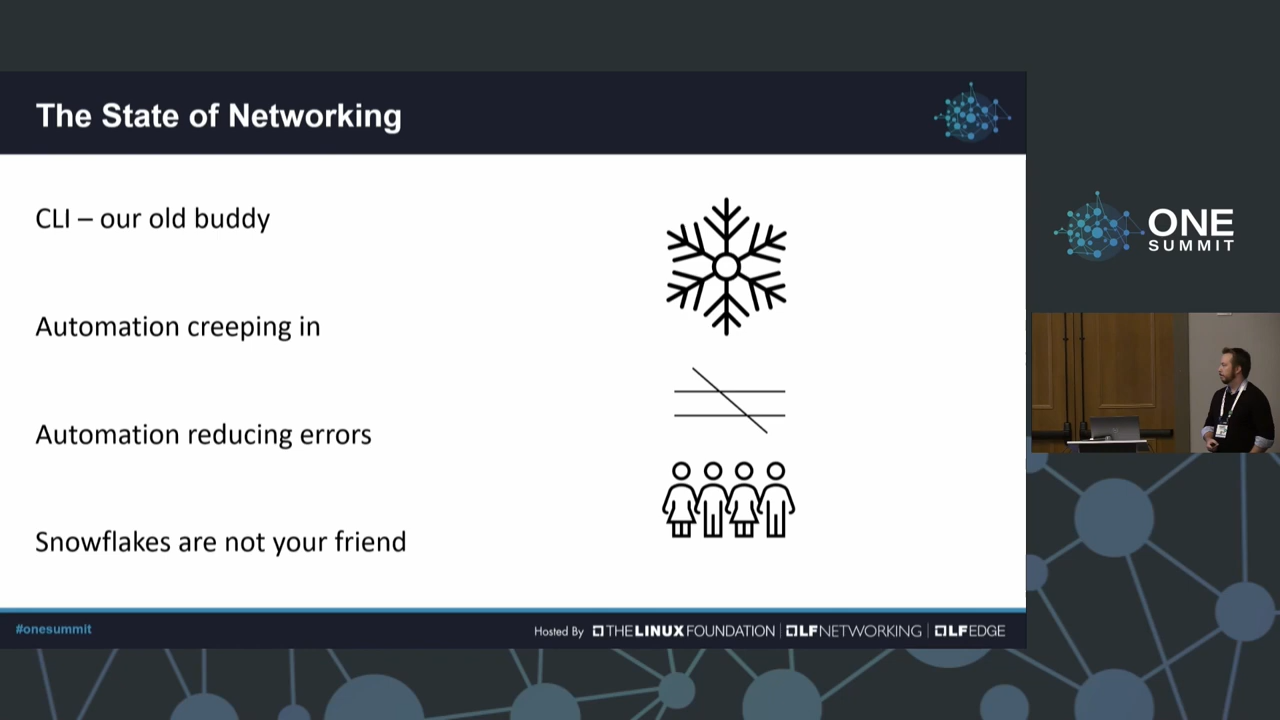 The State of Networking
CLI – our old buddy
Automation creeping in
Automation reducing errors
Snowflakes are not your friend
ONE
SUMMIT
#onesummit
Hosted By THE LINUX FOUNDATION LF NETWORKING LF EDGE